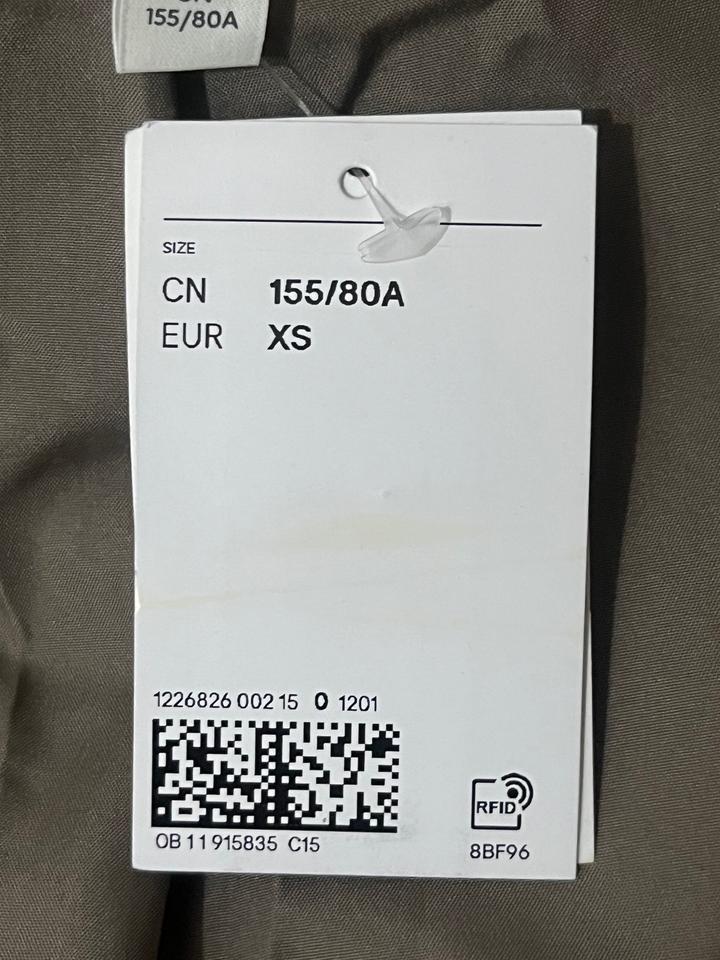 155/80A
SIZE
CN 155/80A
EUR XS
1226826 002 15 0 1201
OB 11 915835 C15
RFID
8BF96